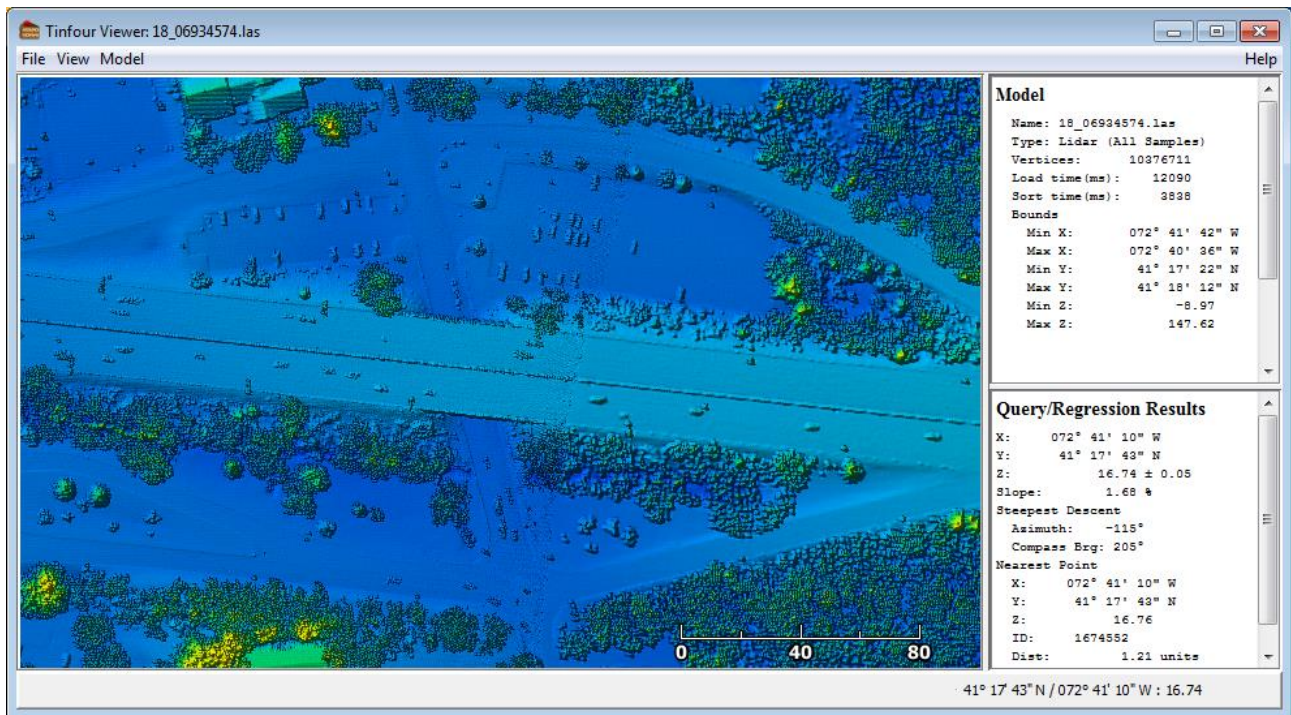 Tinfour Viewer: 18_06934574.las
File View Model Help
Model
Name: 18_06934574.las
Type: Lidar (All Samples)
Vertices: 10376711
Load time(ms): 12090
Sort time(ms): 3838
Bounds
Min X: 072° 41' 42" W
Max X: 072° 40' 36" W
Min Y: 41° 17' 22" N
Max Y: 41° 18' 12" N
Min Z: -8.97
Max Z: 147.62
Query/Regression Results
X: 072° 41' 10" W
Y: 41° 17' 43" N
Z: 16.74 ± 0.05
Slope: 1.68 %
Steepest Descent
Azimuth: -115°
Compass Brg: 205°
Nearest Point
X: 072° 41' 10" W
Y: 41° 17' 43" N
Z: 16.76
ID: 1674552
Dist: 1.21 units
0 40 80
41° 17' 43" N / 072° 41' 10" W : 16.74